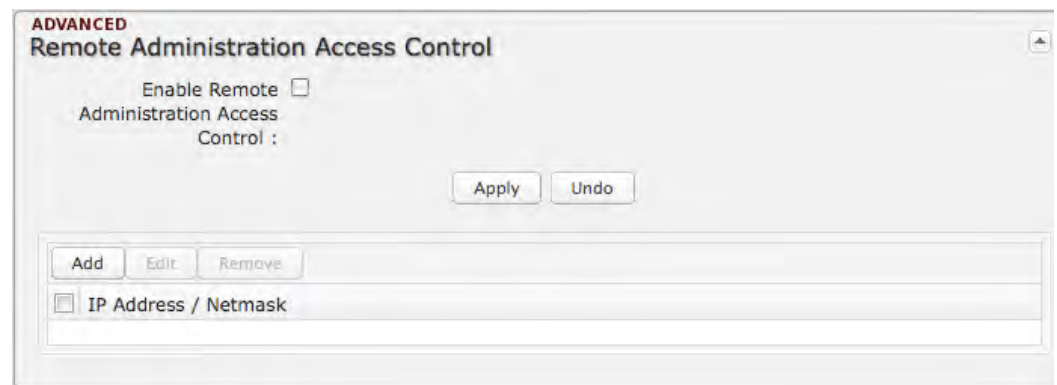 ADVANCED
Remote Administration Access Control
Enable Remote
Administration Access
Control :
Apply Undo
Add Edit Remove
IP Address / Netmask